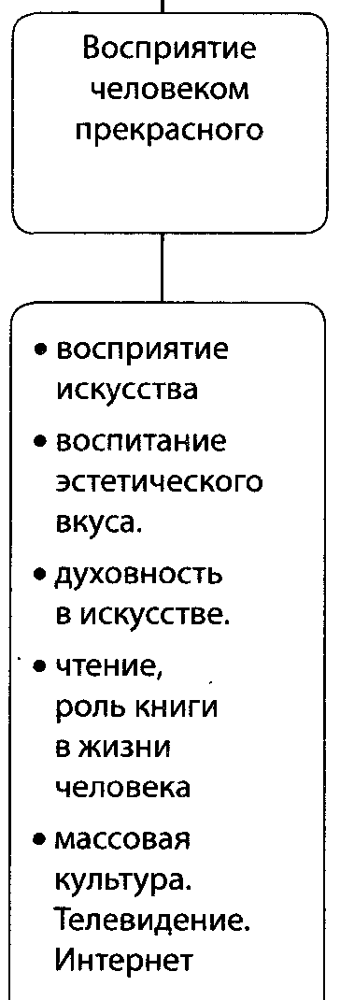 Восприятие
человеком
прекрасного
• восприятие
искусства
• воспитание
эстетического
вкуса.
• духовность
в искусстве.
• чтение,
роль книги
в жизни
человека
• массовая
культура.
Телевидение.
Интернет